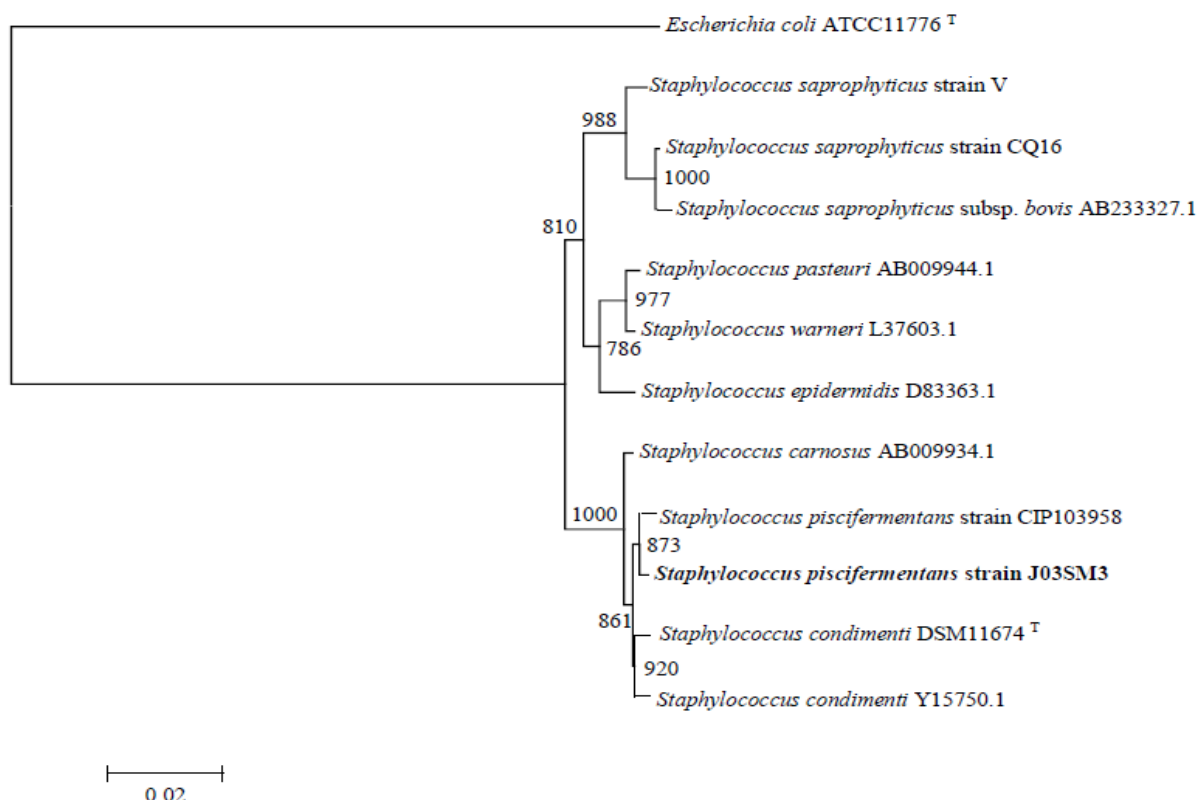 Escherichia coli ATCC11776 T
Staphylococcus saprophyticus strain V
988
Staphylococcus saprophyticus strain CQ16
1000
Staphylococcus saprophyticus subsp. bovis AB233327.1
810
Staphylococcus pasteuri AB009944.1
977
Staphylococcus warneri L37603.1
786
Staphylococcus epidermidis D83363.1
Staphylococcus carnosus AB009934.1
1000
Staphylococcus piscifermentans strain CIP103958
873
Staphylococcus piscifermentans strain J03SM3
861
Staphylococcus condimenti DSM11674 T
920
Staphylococcus condimenti Y15750.1
0.02